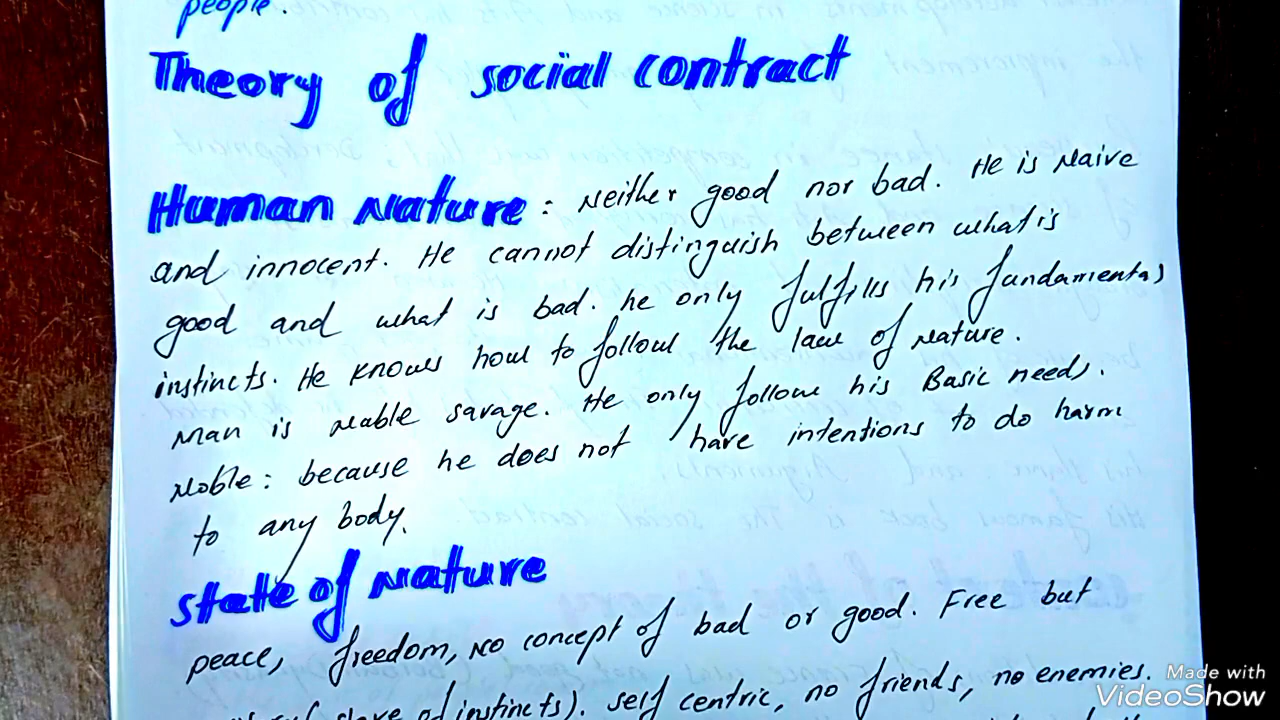 people.
Theory of social contract
Human Nature : Neither good nor bad. He is Naive
and innocent. He cannot distinguish between what is
good and what is bad. he only fulfills his fundamental
instincts. He knows how to follow the law of Nature.
Man is Noble savage. He only follow his Basic needs.
Noble : because he does not have intentions to do harm
to any body.
State of Nature
peace, freedom, No concept of bad or good. Free but
slave of instincts). self centric, no friends, no enemies.
Made with
VideoShow